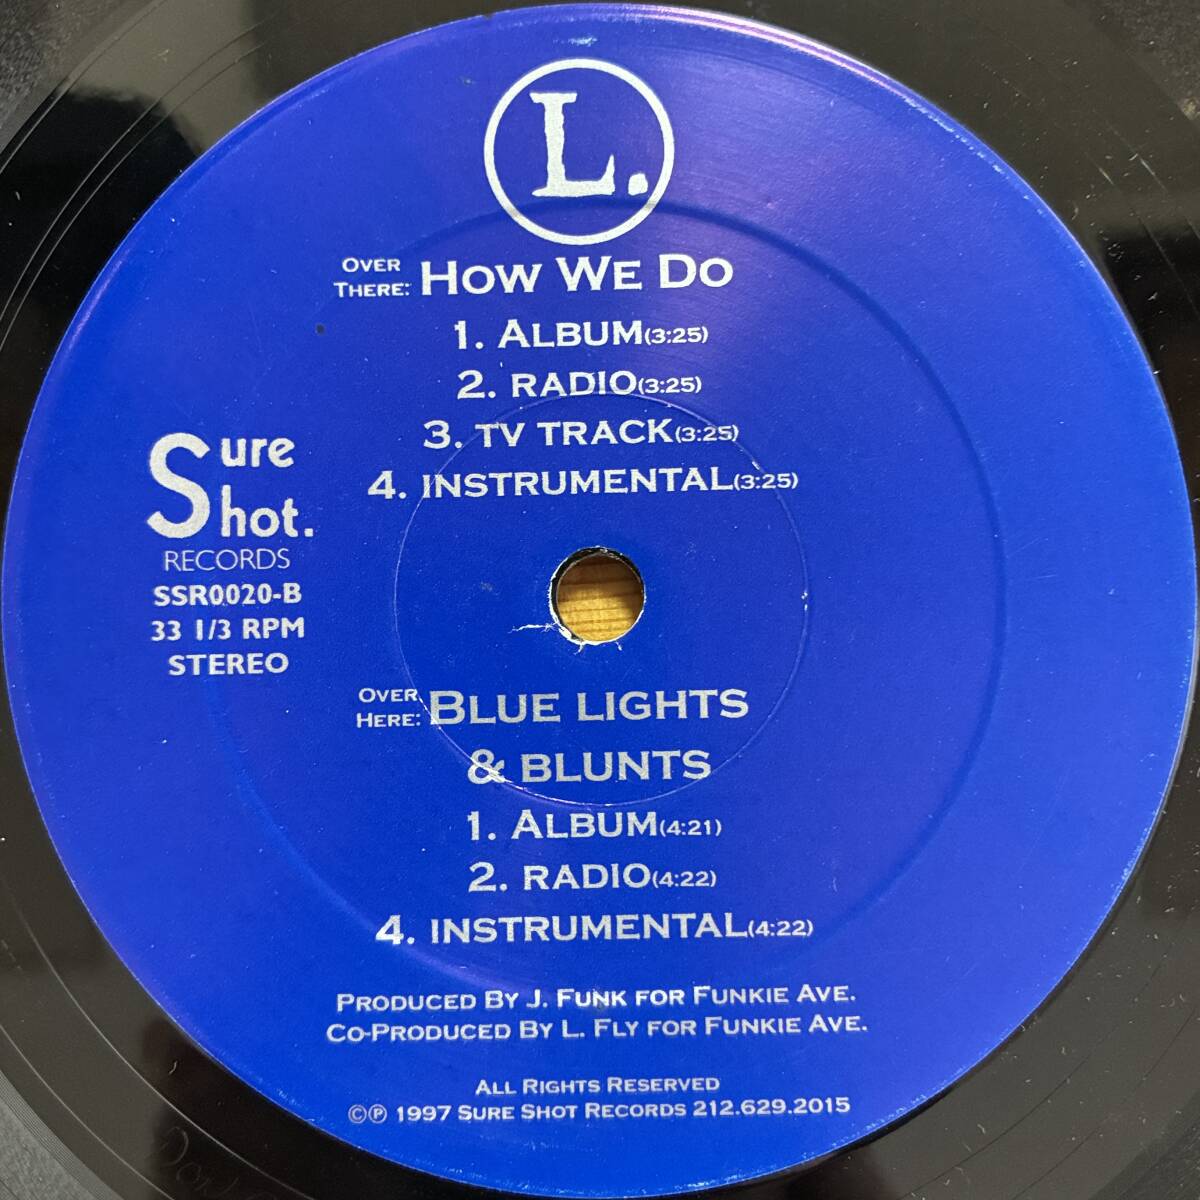 L.
OVER THERE: HOW WE DO
1. ALBUM(3:25)
2. RADIO(3:25)
3. TV TRACK(3:25)
4. INSTRUMENTAL(3:25)
Sure
Shot.
RECORDS
SSR0020-B
33 1/3 RPM
STEREO
OVER HERE: BLUE LIGHTS
& BLUNTS
1. ALBUM(4:21)
2. RADIO(4:22)
4. INSTRUMENTAL(4:22)
PRODUCED BY J. FUNK FOR FUNKIE AVE.
CO-PRODUCED BY L. FLY FOR FUNKIE AVE.
ALL RIGHTS RESERVED
©℗ 1997 SURE SHOT RECORDS 212.629.2015